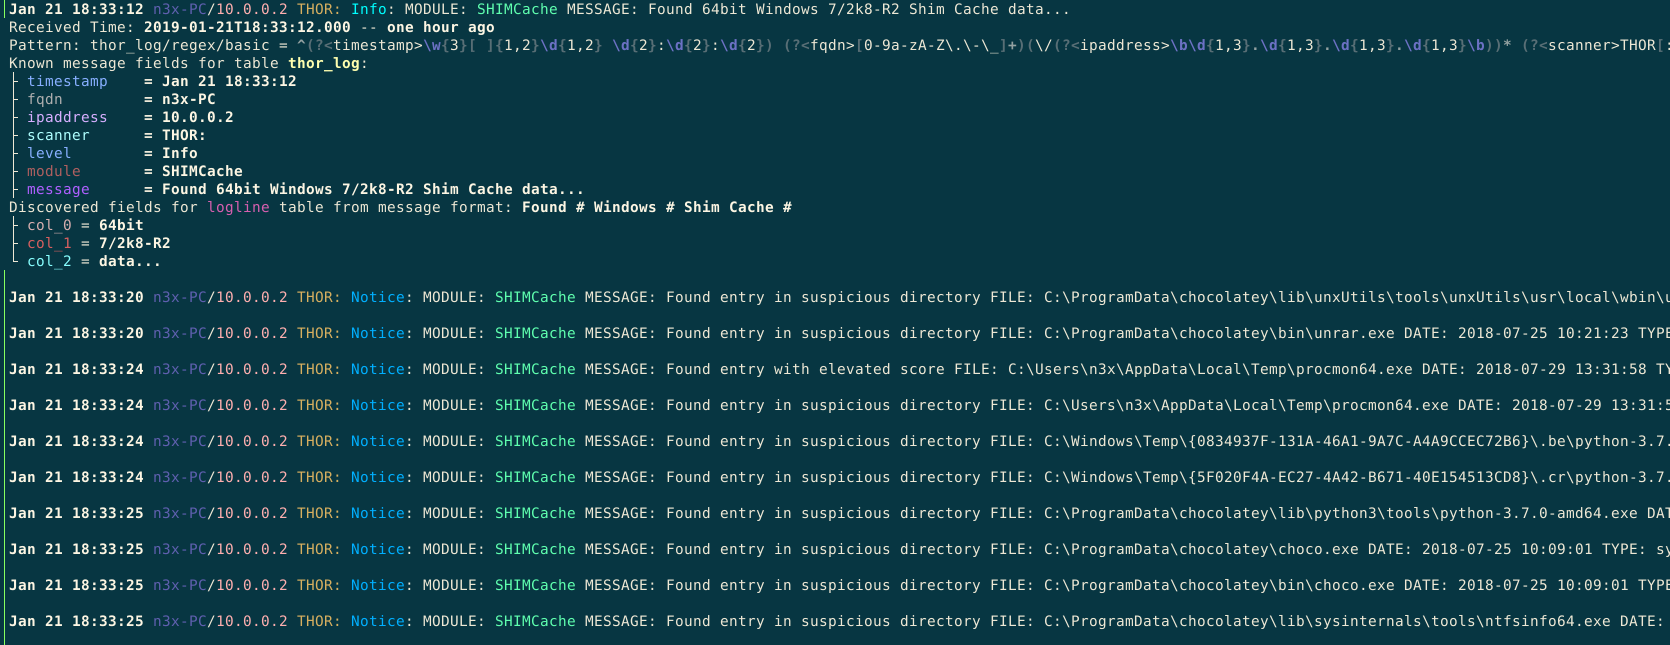 Jan 21 18:33:12 n3x-PC/10.0.0.2 THOR: Info: MODULE: SHIMCache MESSAGE: Found 64bit Windows 7/2k8-R2 Shim Cache data...
Received Time: 2019-01-21T18:33:12.000 -- one hour ago
Pattern: thor_log/regex/basic = ^(?<timestamp>\w{3}[ ]{1,2}\d{1,2} \d{2}:\d{2}:\d{2}) (?<fqdn>[0-9a-zA-Z\.\-\_]+)(\/(?<ipaddress>\b\d{1,3}.\d{1,3}.\d{1,3}.\d{1,3}\b))* (?<scanner>THOR[:
Known message fields for table thor_log:
timestamp = Jan 21 18:33:12
fqdn = n3x-PC
ipaddress = 10.0.0.2
scanner = THOR:
level = Info
module = SHIMCache
message = Found 64bit Windows 7/2k8-R2 Shim Cache data...
Discovered fields for logline table from message format: Found # Windows # Shim Cache #
col_0 = 64bit
col_1 = 7/2k8-R2
col_2 = data...
Jan 21 18:33:20 n3x-PC/10.0.0.2 THOR: Notice: MODULE: SHIMCache MESSAGE: Found entry in suspicious directory FILE: C:\ProgramData\chocolatey\lib\unxUtils\tools\unxUtils\usr\local\wbin\u
Jan 21 18:33:20 n3x-PC/10.0.0.2 THOR: Notice: MODULE: SHIMCache MESSAGE: Found entry in suspicious directory FILE: C:\ProgramData\chocolatey\bin\unrar.exe DATE: 2018-07-25 10:21:23 TYPE
Jan 21 18:33:24 n3x-PC/10.0.0.2 THOR: Notice: MODULE: SHIMCache MESSAGE: Found entry with elevated score FILE: C:\Users\n3x\AppData\Local\Temp\procmon64.exe DATE: 2018-07-29 13:31:58 TY
Jan 21 18:33:24 n3x-PC/10.0.0.2 THOR: Notice: MODULE: SHIMCache MESSAGE: Found entry in suspicious directory FILE: C:\Users\n3x\AppData\Local\Temp\procmon64.exe DATE: 2018-07-29 13:31:5
Jan 21 18:33:24 n3x-PC/10.0.0.2 THOR: Notice: MODULE: SHIMCache MESSAGE: Found entry in suspicious directory FILE: C:\Windows\Temp\{0834937F-131A-46A1-9A7C-A4A9CCEC72B6}\.be\python-3.7.
Jan 21 18:33:24 n3x-PC/10.0.0.2 THOR: Notice: MODULE: SHIMCache MESSAGE: Found entry in suspicious directory FILE: C:\Windows\Temp\{5F020F4A-EC27-4A42-B671-40E154513CD8}\.cr\python-3.7.
Jan 21 18:33:25 n3x-PC/10.0.0.2 THOR: Notice: MODULE: SHIMCache MESSAGE: Found entry in suspicious directory FILE: C:\ProgramData\chocolatey\lib\python3\tools\python-3.7.0-amd64.exe DAT
Jan 21 18:33:25 n3x-PC/10.0.0.2 THOR: Notice: MODULE: SHIMCache MESSAGE: Found entry in suspicious directory FILE: C:\ProgramData\chocolatey\choco.exe DATE: 2018-07-25 10:09:01 TYPE: sy
Jan 21 18:33:25 n3x-PC/10.0.0.2 THOR: Notice: MODULE: SHIMCache MESSAGE: Found entry in suspicious directory FILE: C:\ProgramData\chocolatey\bin\choco.exe DATE: 2018-07-25 10:09:01 TYPE
Jan 21 18:33:25 n3x-PC/10.0.0.2 THOR: Notice: MODULE: SHIMCache MESSAGE: Found entry in suspicious directory FILE: C:\ProgramData\chocolatey\lib\sysinternals\tools\ntfsinfo64.exe DATE: